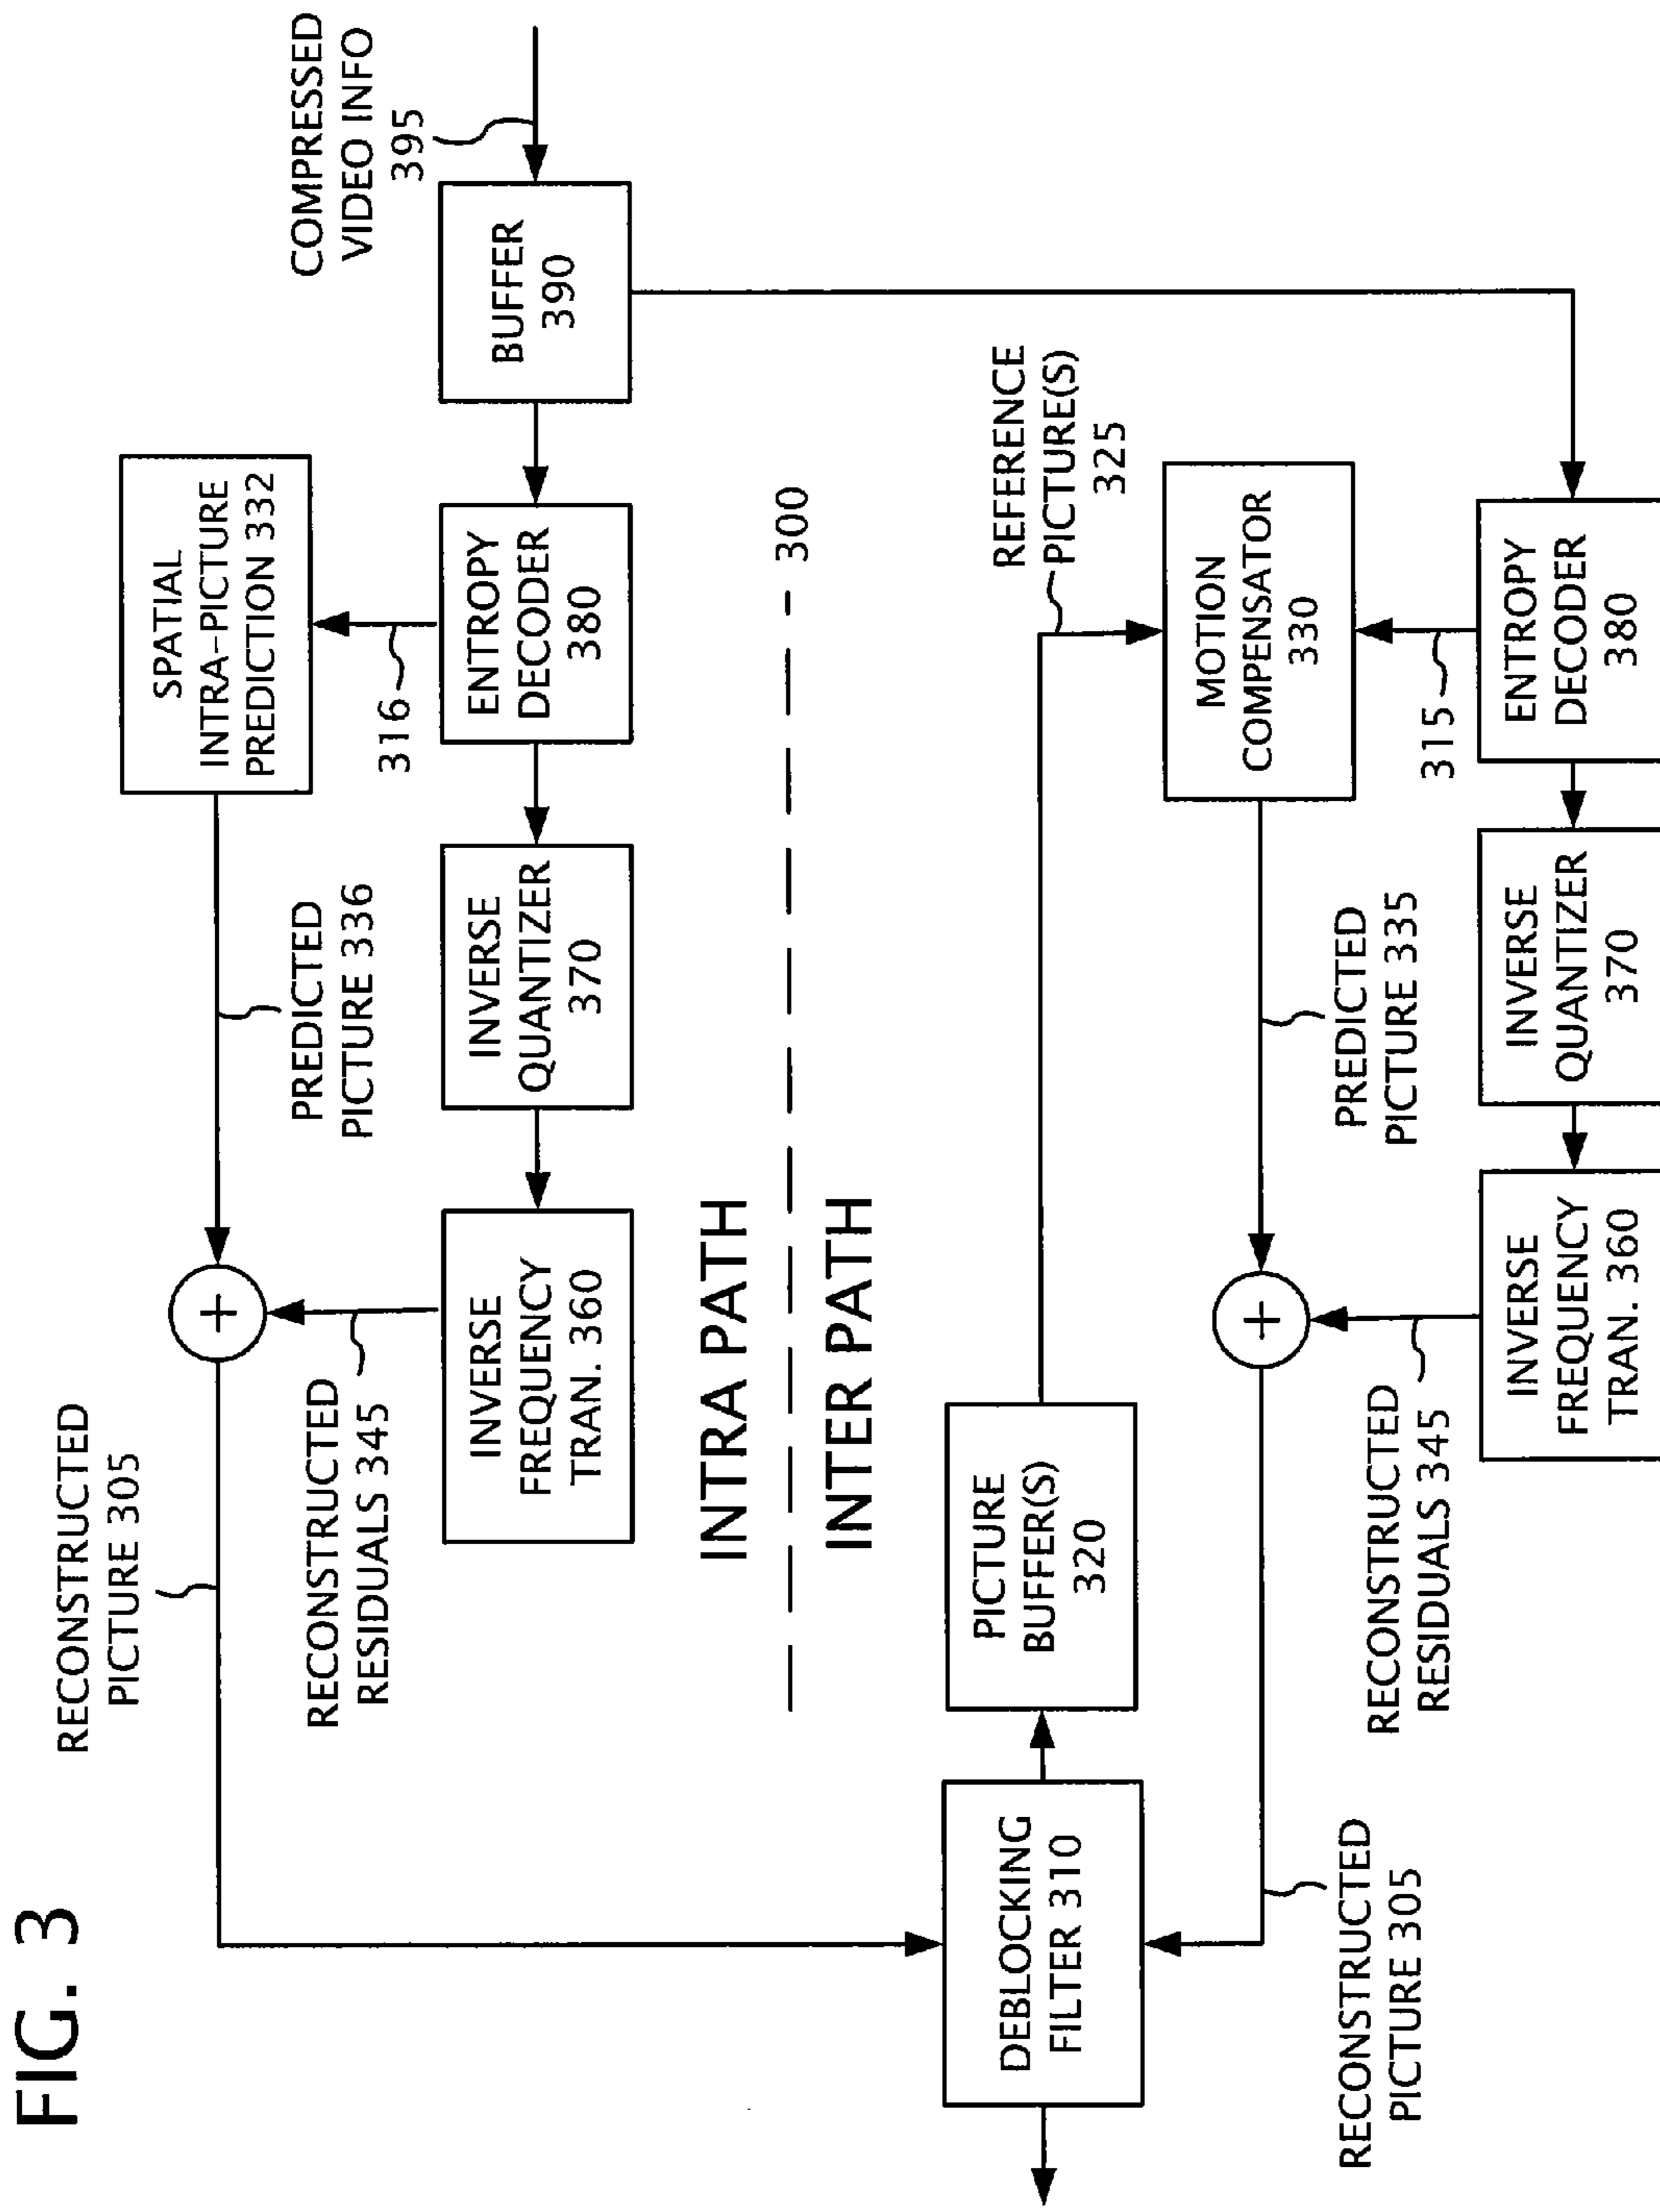 FIG. 3
RECONSTRUCTED
PICTURE 305
SPATIAL
INTRA-PICTURE
PREDICTION 332
PREDICTED
PICTURE 336
+
RECONSTRUCTED
RESIDUALS 345
316
COMPRESSED
VIDEO INFO
395
INVERSE
FREQUENCY
TRAN. 360
INVERSE
QUANTIZER
370
ENTROPY
DECODER
380
BUFFER
390
INTRA PATH
300
INTER PATH
DEBLOCKING
FILTER 310
PICTURE
BUFFER(S)
320
REFERENCE
PICTURE(S)
325
MOTION
COMPENSATOR
330
+
PREDICTED
PICTURE 335
RECONSTRUCTED
PICTURE 305
RECONSTRUCTED
RESIDUALS 345
315
INVERSE
FREQUENCY
TRAN. 360
INVERSE
QUANTIZER
370
ENTROPY
DECODER
380